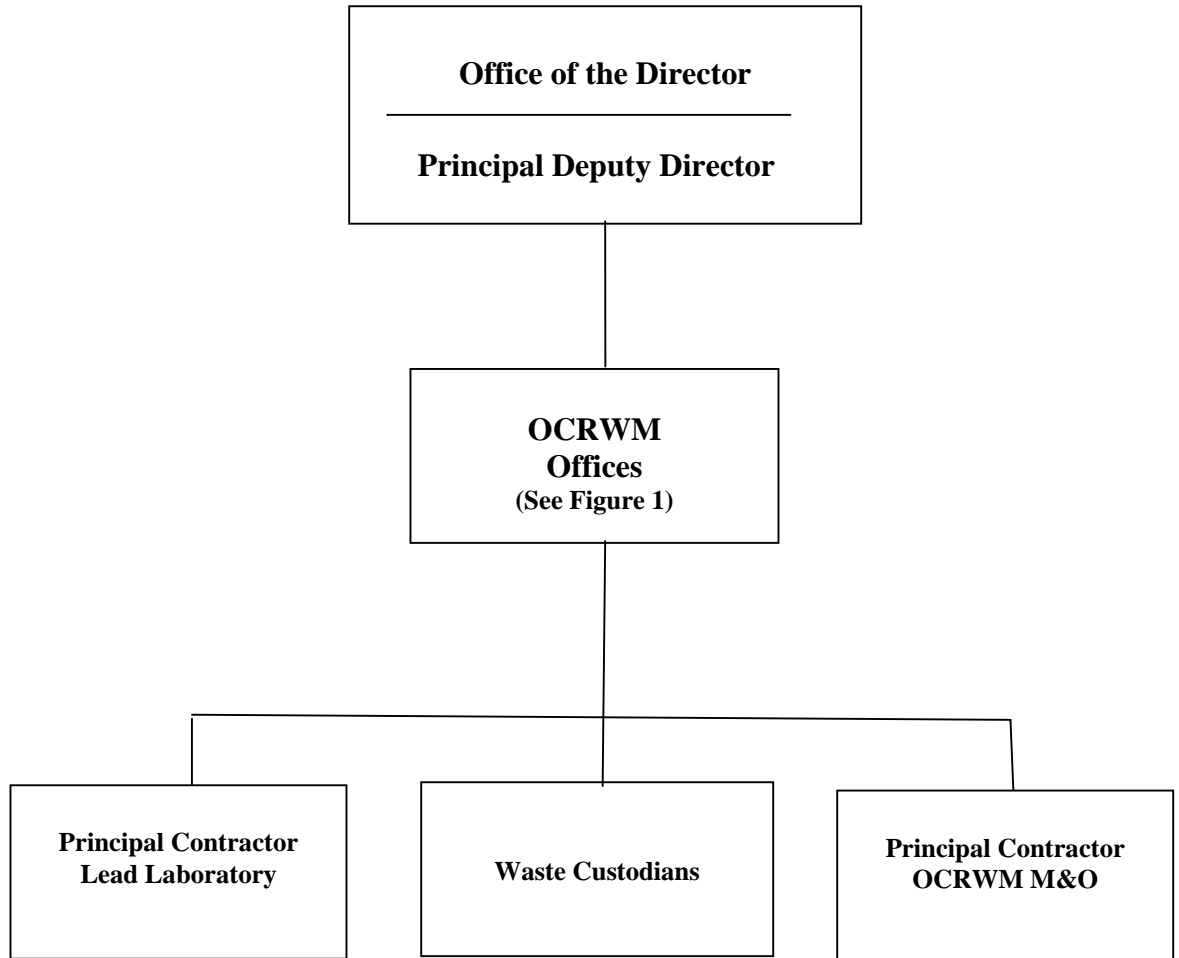 Office of the Director
Principal Deputy Director
OCRWM
Offices
(See Figure 1)
Principal Contractor
Lead Laboratory
Waste Custodians
Principal Contractor
OCRWM M&O